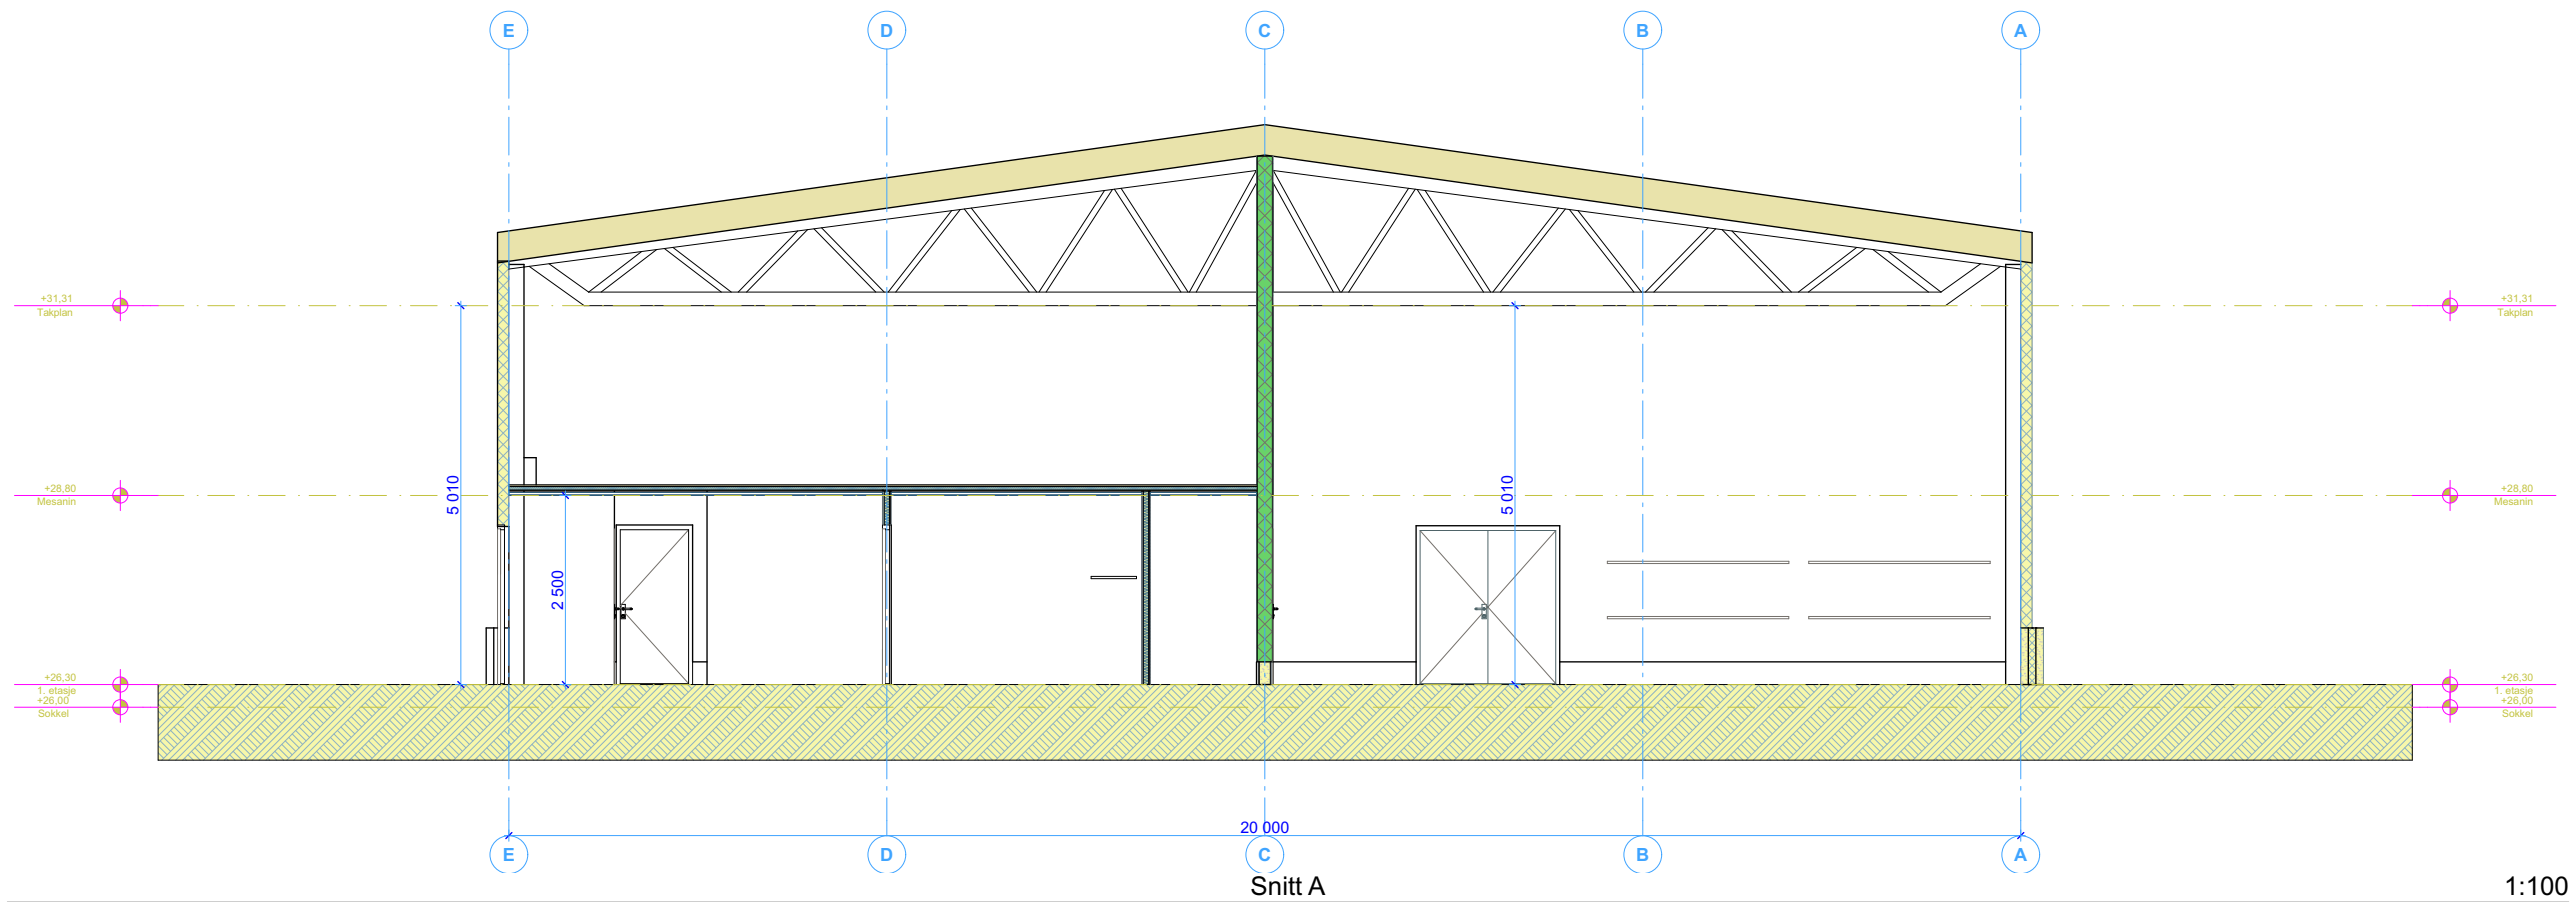 E D C B A
+31,31
Takplan
+31,31
Takplan
5 010
5 010
+28,80
Mesanin
+28,80
Mesanin
2 500
+26,30
1. etasje
+26,00
Sokkel
+26,30
1. etasje
+26,00
Sokkel
20 000
E D C B A
Snitt A
1:100